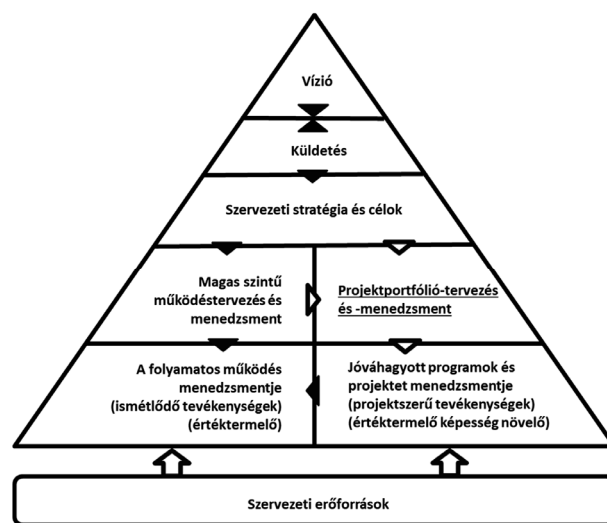 Vízió
Küldetés
Szervezeti stratégia és célok
Magas szintű
működéstervezés és
menedzsment
Projektportfólió-tervezés
és -menedzsment
A folyamatos működés
menedzsmentje
(ismétlődő tevékenységek)
(értéktermelő)
Jóváhagyott programok és
projektet menedzsmentje
(projektszerű tevékenységek)
(értéktermelő képesség növelő)
Szervezeti erőforrások